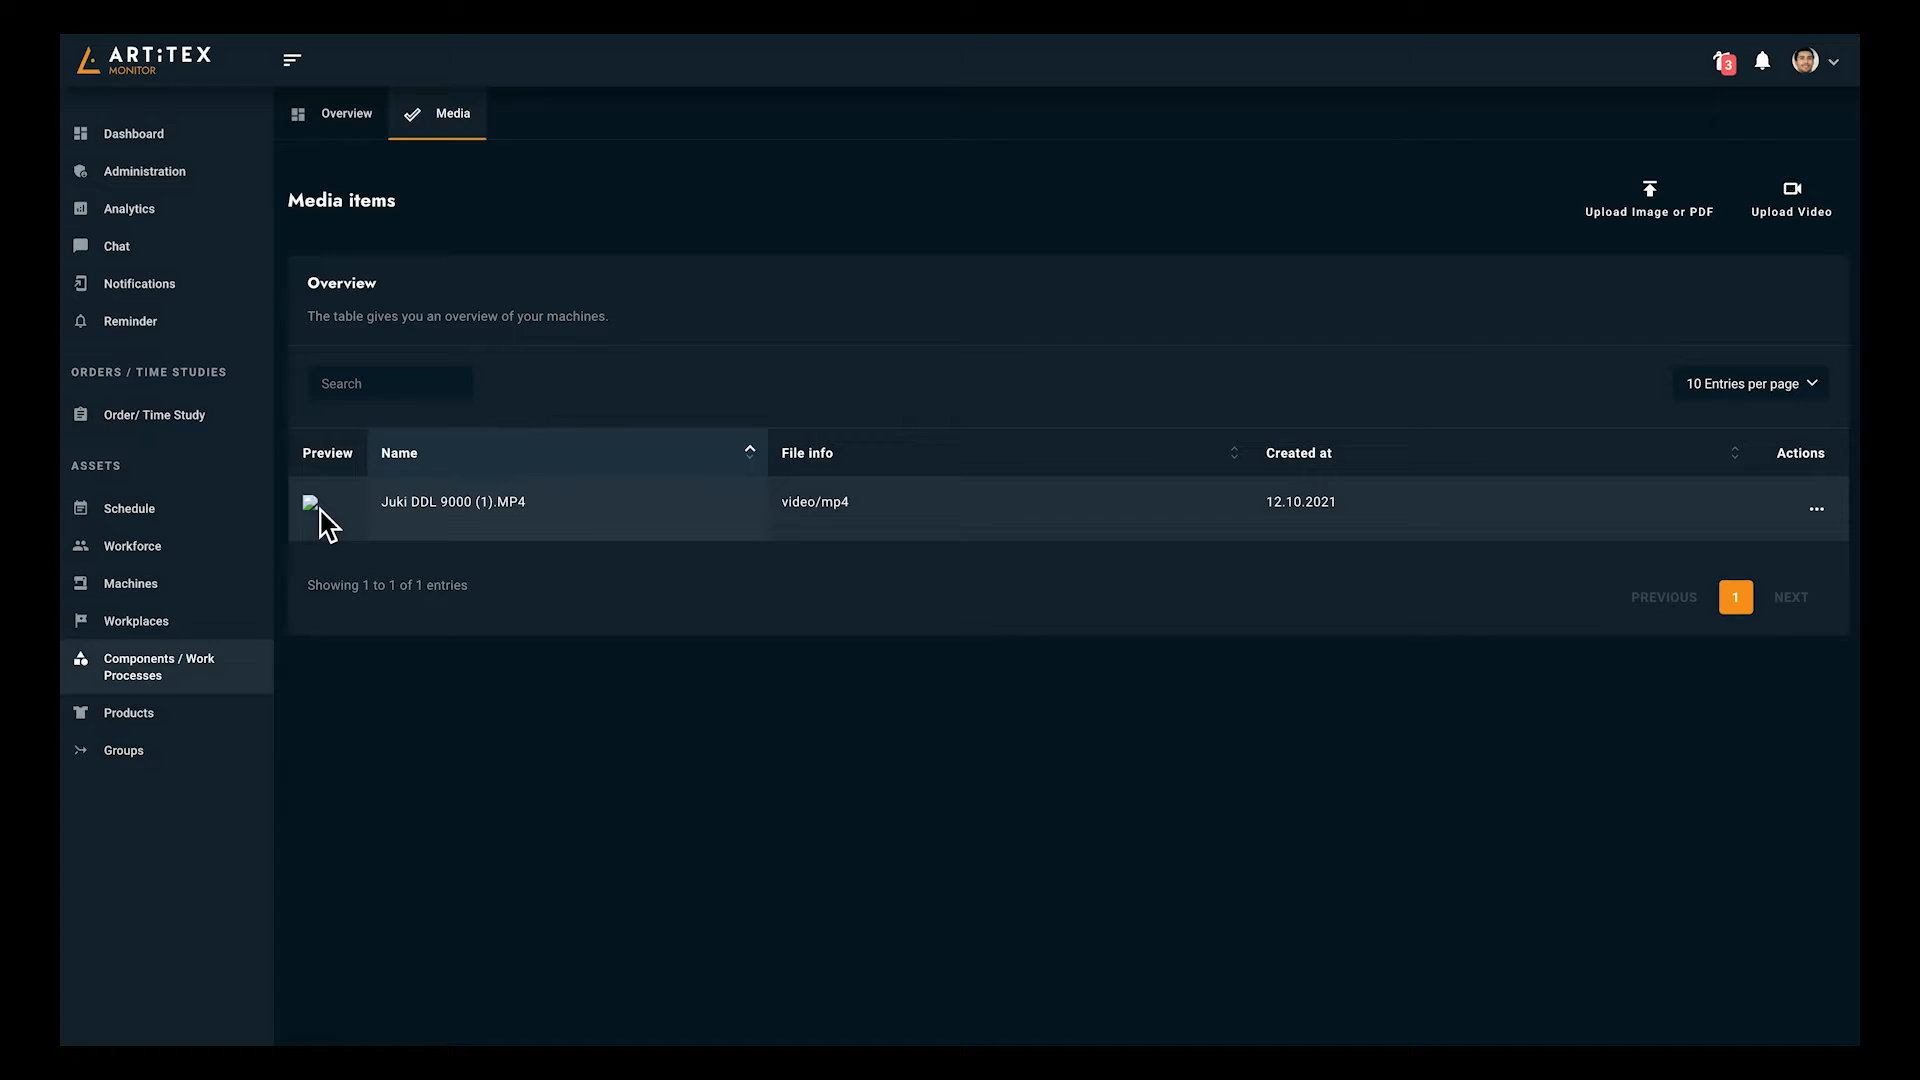 ARTiTEX
MONITOR
3
Dashboard
Administration
Analytics
Chat
Notifications
Reminder
ORDERS / TIME STUDIES
Order/ Time Study
ASSETS
Schedule
Workforce
Machines
Workplaces
Components / Work
Processes
Products
Groups
Overview
Media
Media items
Upload Image or PDF
Upload Video
Overview
The table gives you an overview of your machines.
Search
10 Entries per page
Preview
Name
File info
Created at
Actions
Juki DDL 9000 (1).MP4
video/mp4
12.10.2021
...
Showing 1 to 1 of 1 entries
PREVIOUS
1
NEXT